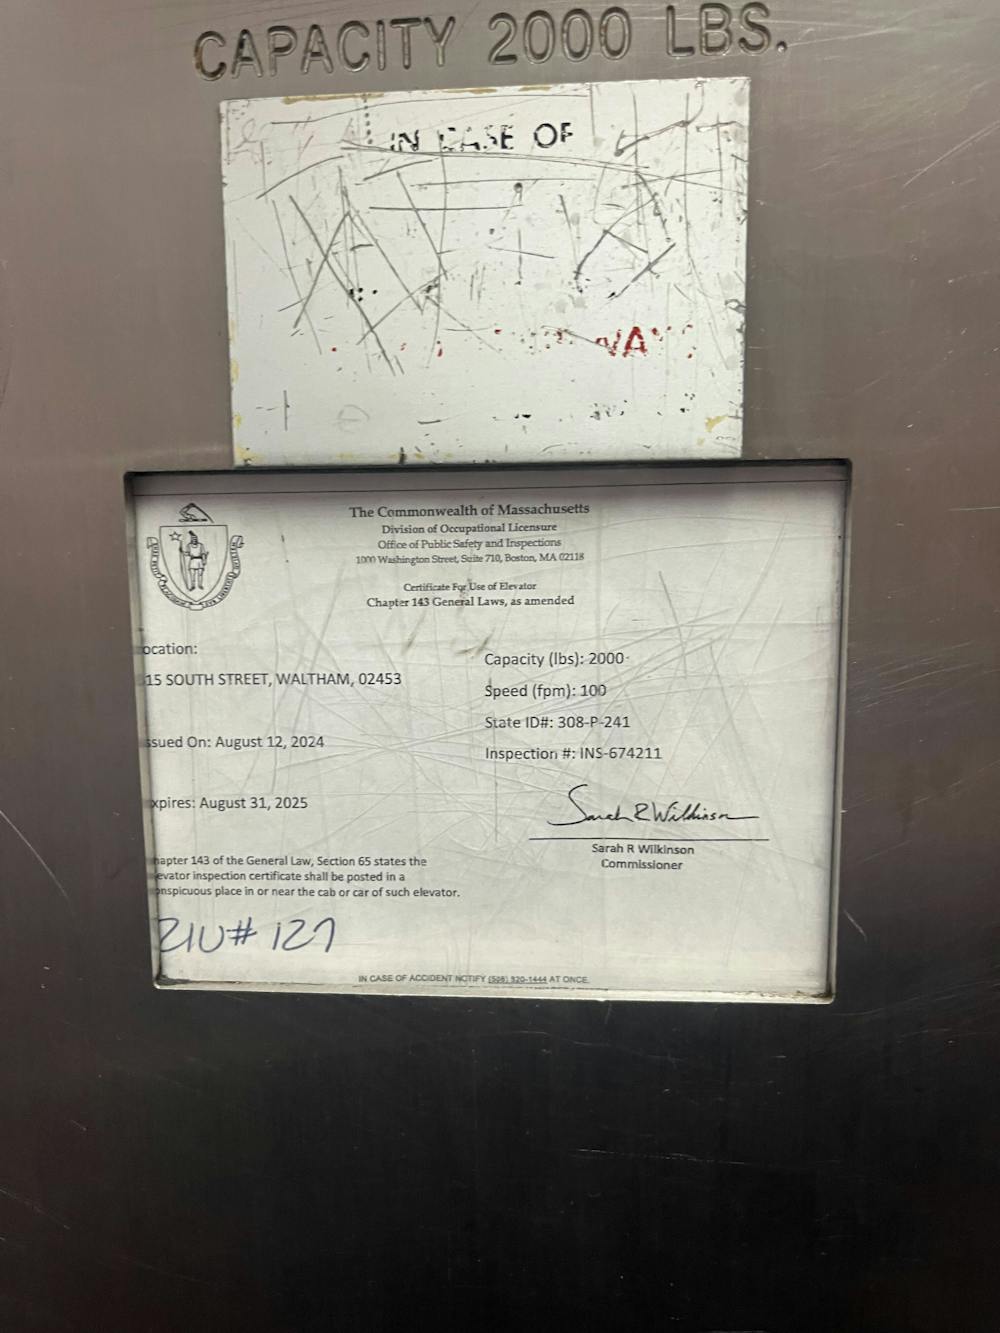 CAPACITY 2000 LBS.
IN CASE OF
The Commonwealth of Massachusetts
Division of Occupational Licensure
Office of Public Safety and Inspections
1000 Washington Street, Suite 710, Boston, MA 02118
Certificate For Use of Elevator
Chapter 143 General Laws, as amended
ocation:
15 SOUTH STREET, WALTHAM, 02453
ssued On: August 12, 2024
xpires: August 31, 2025
Capacity (lbs): 2000
Speed (fpm): 100
State ID#: 308-P-241
Inspection #: INS-674211
Sarah R Wilkinson
Sarah R Wilkinson
Commissioner
hapter 143 of the General Law, Section 65 states the
evator inspection certificate shall be posted in a
onspicuous place in or near the cab or car of such elevator.
ZIU# 127
IN CASE OF ACCIDENT NOTIFY (508) 820-1444 AT ONCE.